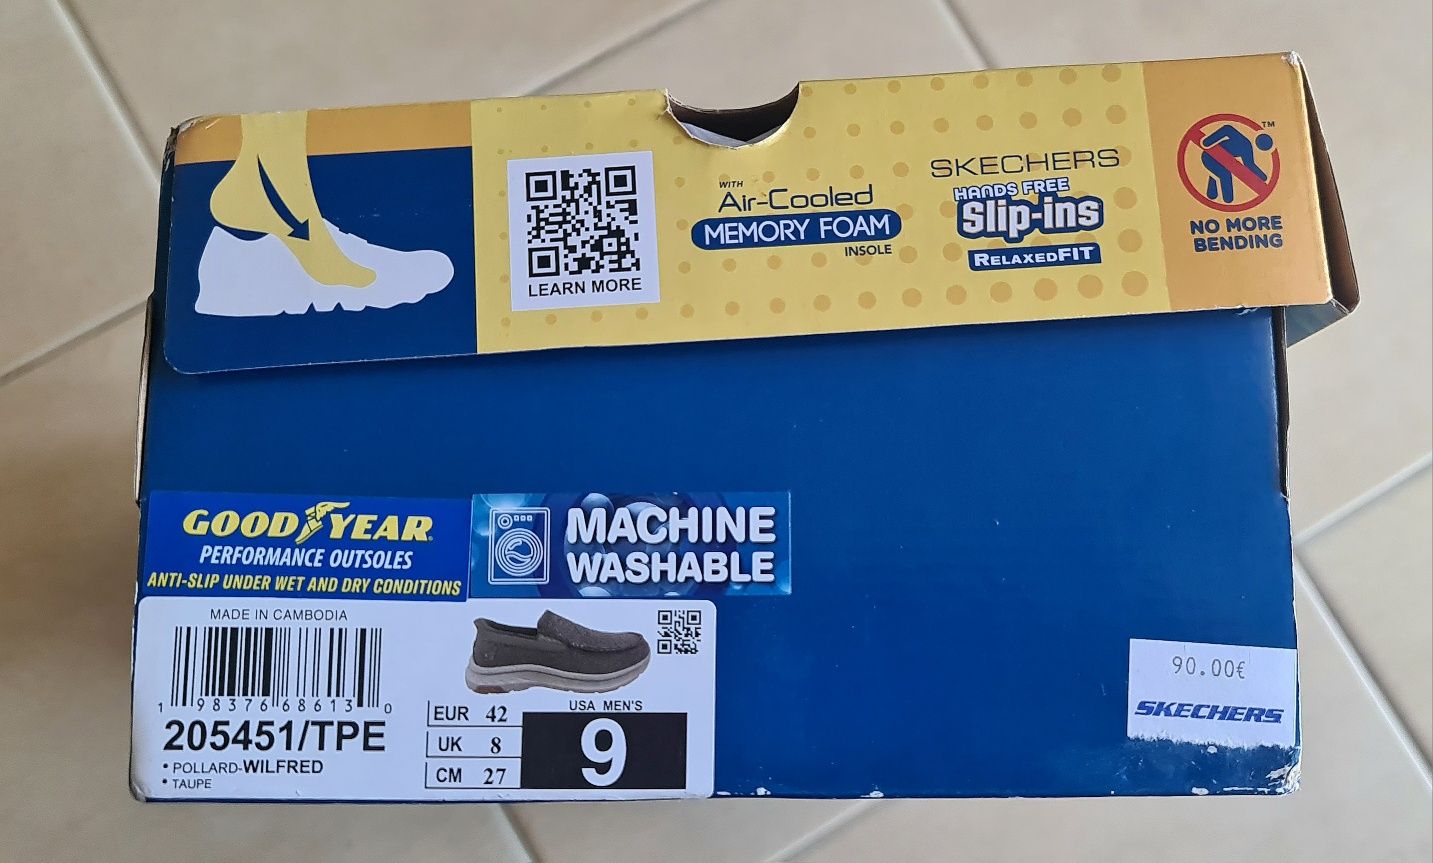 LEARN MORE
WITH
Air-Cooled
MEMORY FOAM
INSOLE
SKECHERS
HANDS FREE
Slip-ins
RELAXED FIT
TM
NO MORE
BENDING
GOODYEAR
PERFORMANCE OUTSOLES
ANTI-SLIP UNDER WET AND DRY CONDITIONS
MACHINE
WASHABLE
MADE IN CAMBODIA
1 98376 68613 0
205451/TPE
• POLLARD-WILFRED
• TAUPE
EUR 42
UK 8
CM 27
USA MEN'S
9
90.00€
SKECHERS